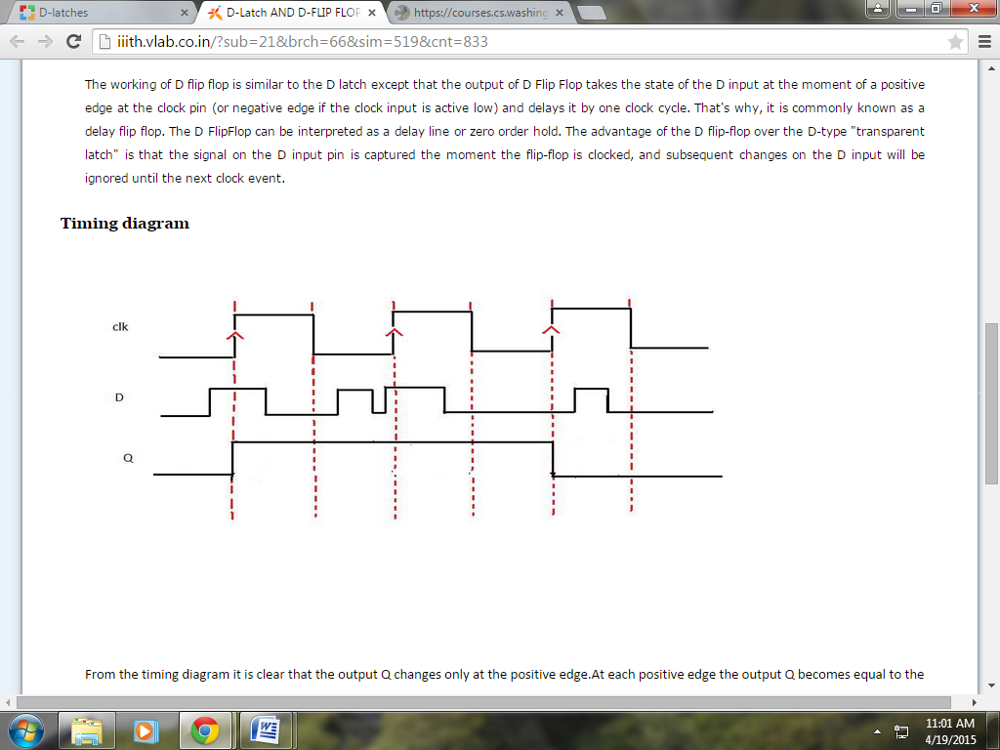 D-latches
D-Latch AND D-FLIP FLOP
https://courses.cs.washing
iiith.vlab.co.in/?sub=21&brch=66&sim=519&cnt=833
The working of D flip flop is similar to the D latch except that the output of D Flip Flop takes the state of the D input at the moment of a positive
edge at the clock pin (or negative edge if the clock input is active low) and delays it by one clock cycle. That's why, it is commonly known as a
delay flip flop. The D FlipFlop can be interpreted as a delay line or zero order hold. The advantage of the D flip-flop over the D-type "transparent
latch" is that the signal on the D input pin is captured the moment the flip-flop is clocked, and subsequent changes on the D input will be
ignored until the next clock event.
Timing diagram
clk
D
Q
From the timing diagram it is clear that the output Q changes only at the positive edge.At each positive edge the output Q becomes equal to the
11:01 AM
4/19/2015